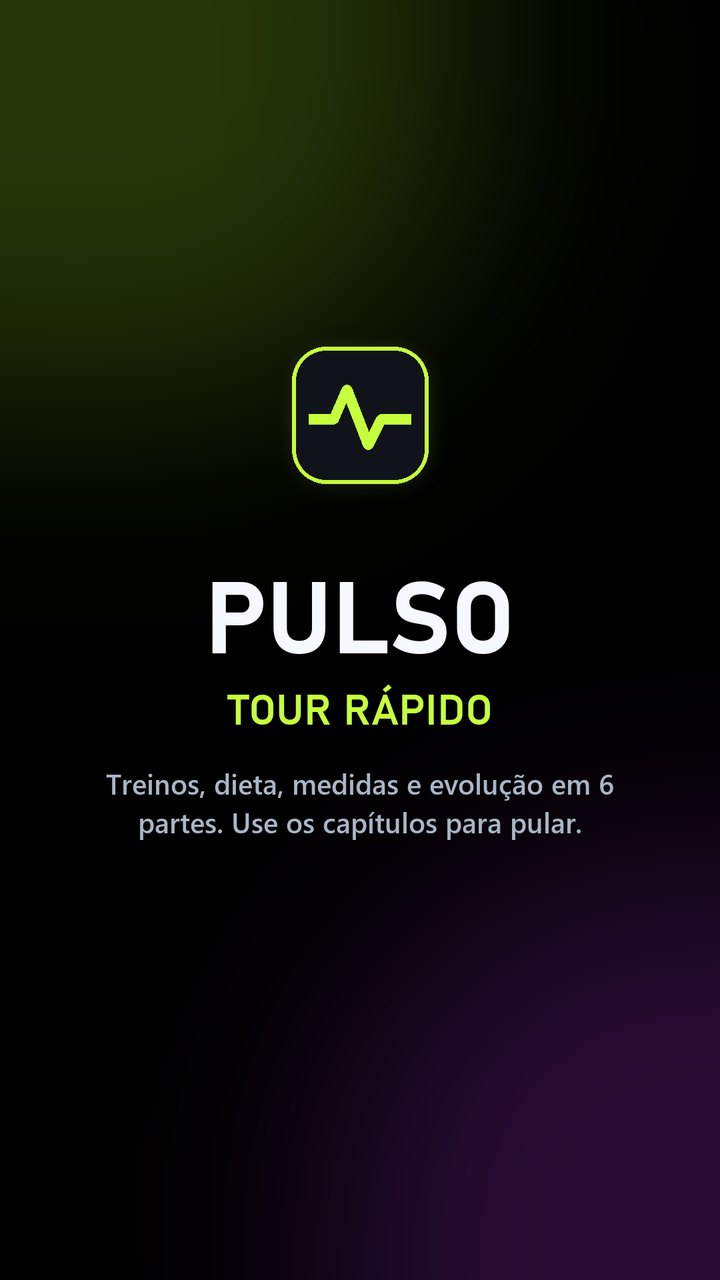 PULSO
TOUR RÁPIDO
Treinos, dieta, medidas e evolução em 6
partes. Use os capítulos para pular.